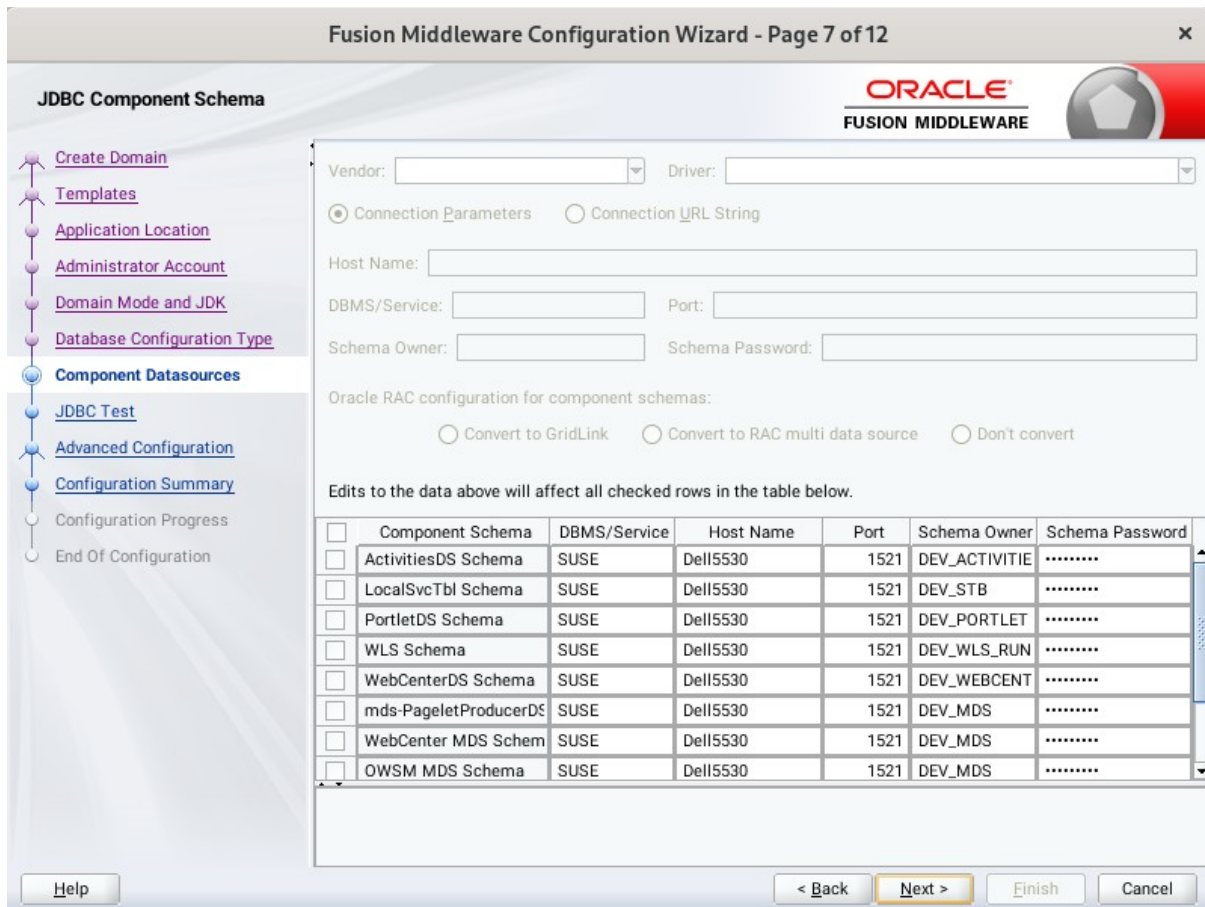 Fusion Middleware Configuration Wizard - Page 7 of 12
JDBC Component Schema
ORACLE
FUSION MIDDLEWARE
Create Domain
Templates
Application Location
Administrator Account
Domain Mode and JDK
Database Configuration Type
Component Datasources
JDBC Test
Advanced Configuration
Configuration Summary
Configuration Progress
End Of Configuration
Vendor: Driver:
Connection Parameters Connection URL String
Host Name:
DBMS/Service: Port:
Schema Owner: Schema Password:
Oracle RAC configuration for component schemas:
Convert to GridLink Convert to RAC multi data source Don't convert
Edits to the data above will affect all checked rows in the table below.
Component Schema DBMS/Service Host Name Port Schema Owner Schema Password
ActivitiesDS Schema SUSE Dell5530 1521 DEV_ACTIVITIE •••••••••
LocalSvcTbl Schema SUSE Dell5530 1521 DEV_STB •••••••••
PortletDS Schema SUSE Dell5530 1521 DEV_PORTLET •••••••••
WLS Schema SUSE Dell5530 1521 DEV_WLS_RUN •••••••••
WebCenterDS Schema SUSE Dell5530 1521 DEV_WEBCENT •••••••••
mds-PageletProducerDS SUSE Dell5530 1521 DEV_MDS •••••••••
WebCenter MDS Schem SUSE Dell5530 1521 DEV_MDS •••••••••
OWSM MDS Schema SUSE Dell5530 1521 DEV_MDS •••••••••
Help < Back Next > Finish Cancel